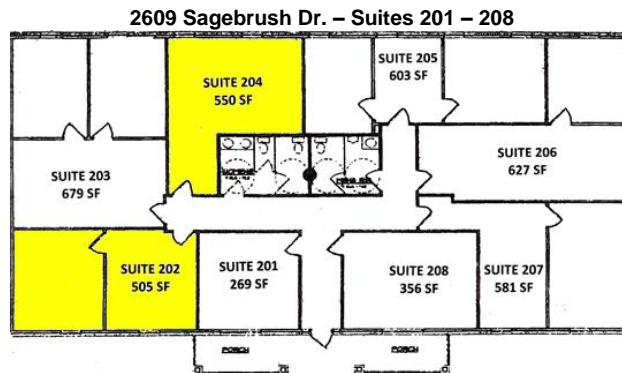 2609 Sagebrush Dr. – Suites 201 – 208
SUITE 204
550 SF
SUITE 205
603 SF
SUITE 203
679 SF
SUITE 206
627 SF
SUITE 202
505 SF
SUITE 201
269 SF
SUITE 208
356 SF
SUITE 207
581 SF
PORCH
PORCH